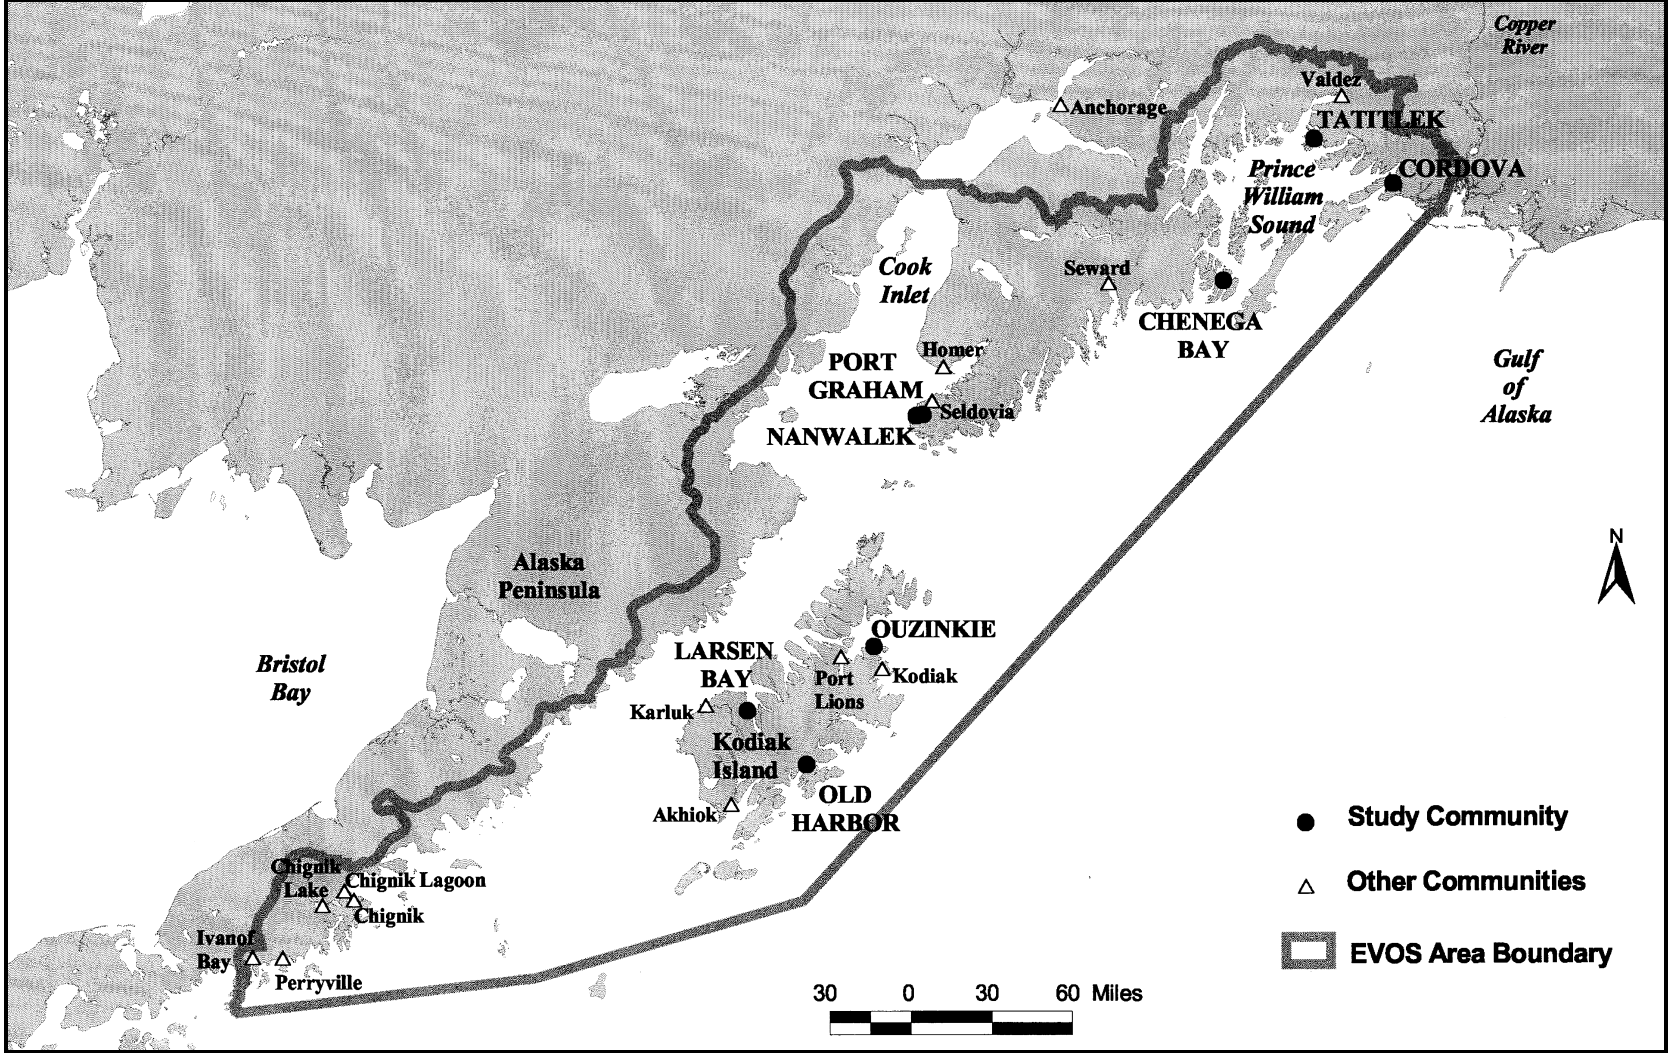 Copper
River
Valdez
Anchorage
TATITLEK
CORDOVA
Prince
William
Sound
Cook
Inlet
Seward
CHENEGA
BAY
Homer
PORT
GRAHAM
Seldovia
NANWALEK
Gulf
of
Alaska
N
Alaska
Peninsula
OUZINKIE
LARSEN
BAY
Bristol
Bay
Port
Lions
Kodiak
Karluk
Kodiak
Island
OLD
HARBOR
Akhiok
Study Community
Chignik
Lake
Chignik Lagoon
Chignik
Other Communities
Ivanof
Bay
Perryville
EVOS Area Boundary
30 0 30 60 Miles